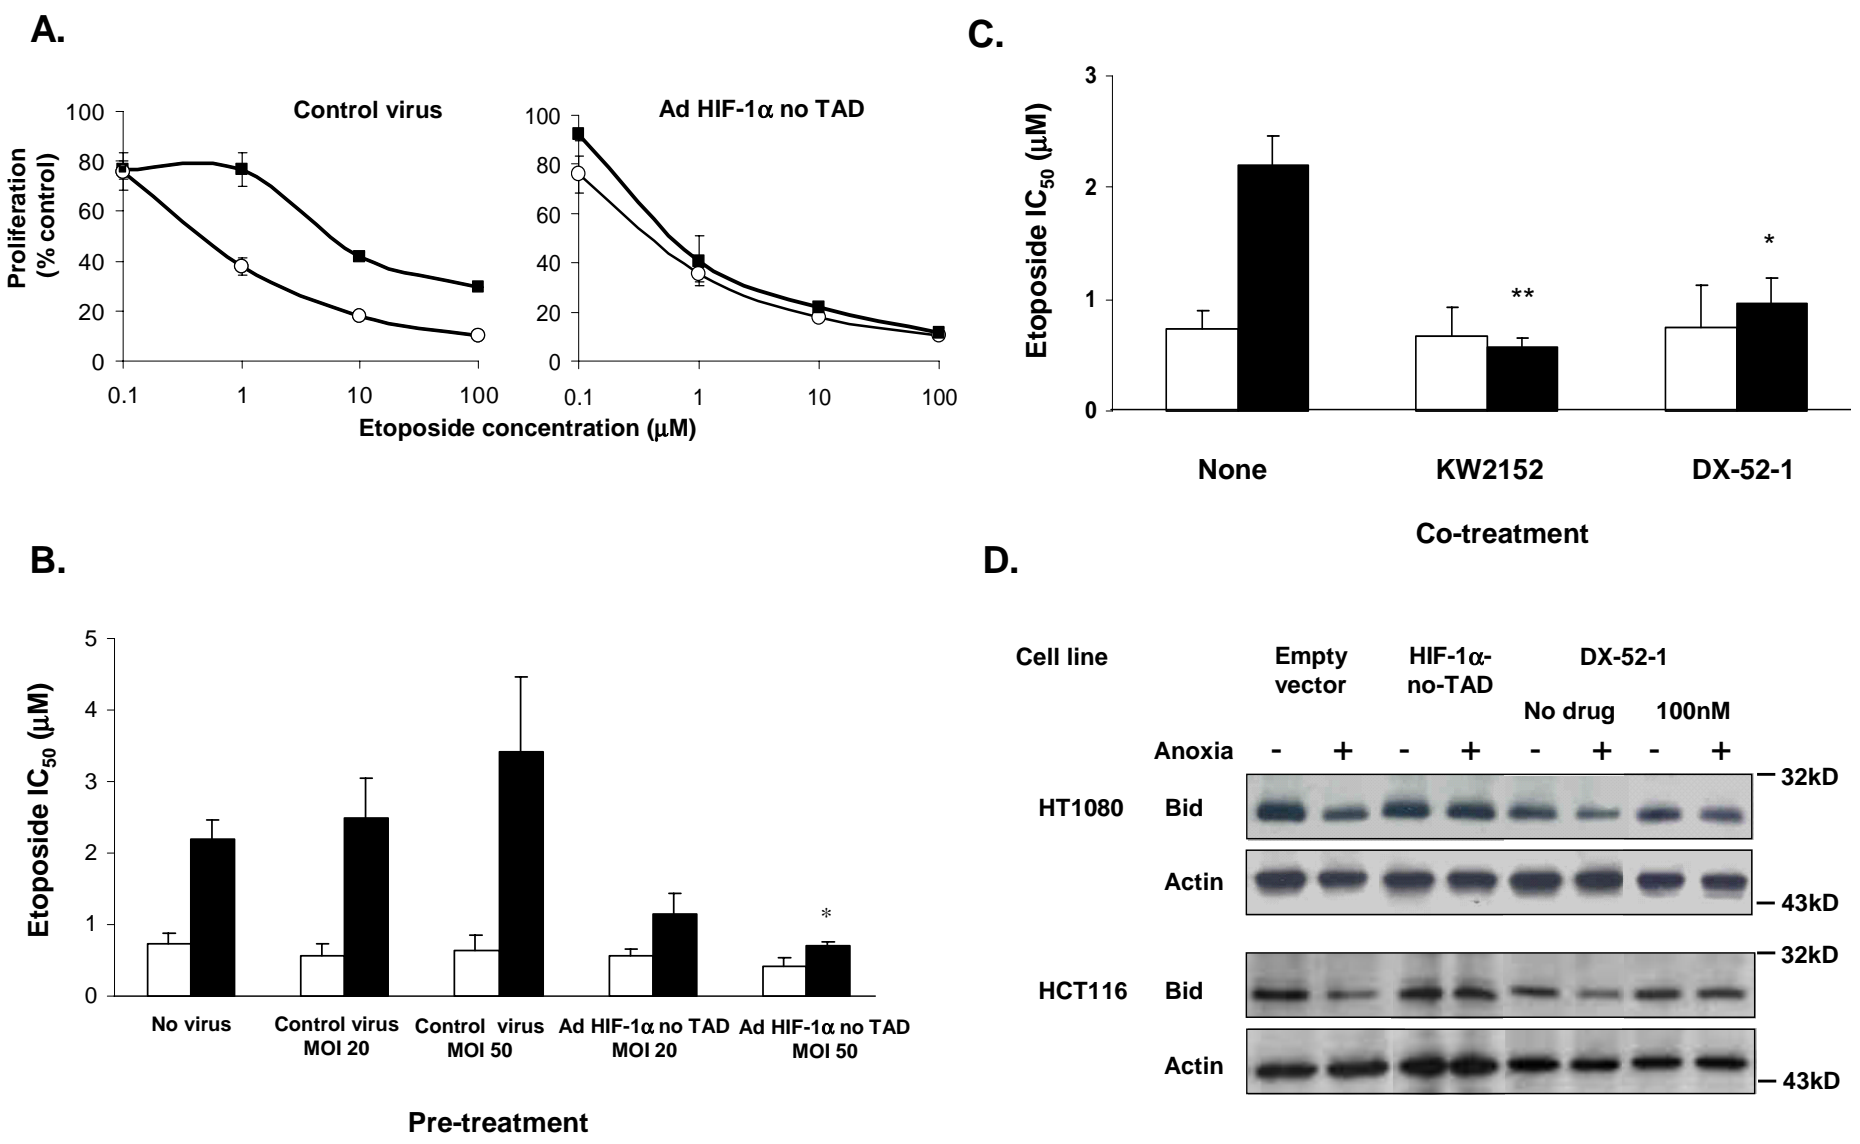 A.
Control virus
Ad HIF-1α no TAD
Proliferation
(% control)
100
80
60
40
20
0
0.1 1 10 100
100
80
60
40
20
0
0.1 1 10 100
Etoposide concentration (μM)
B.
Etoposide IC50 (μM)
5
4
3
2
1
0
*
No virus
Control virus
MOI 20
Control virus
MOI 50
Ad HIF-1α no TAD
MOI 20
Ad HIF-1α no TAD
MOI 50
Pre-treatment
C.
Etoposide IC50 (μM)
3
2
1
0
**
*
None KW2152 DX-52-1
Co-treatment
D.
Cell line
Empty
vector
HIF-1α-
no-TAD
DX-52-1
No drug 100nM
Anoxia - + - + - + - +
32kD
HT1080 Bid
Actin
43kD
32kD
HCT116 Bid
Actin
43kD